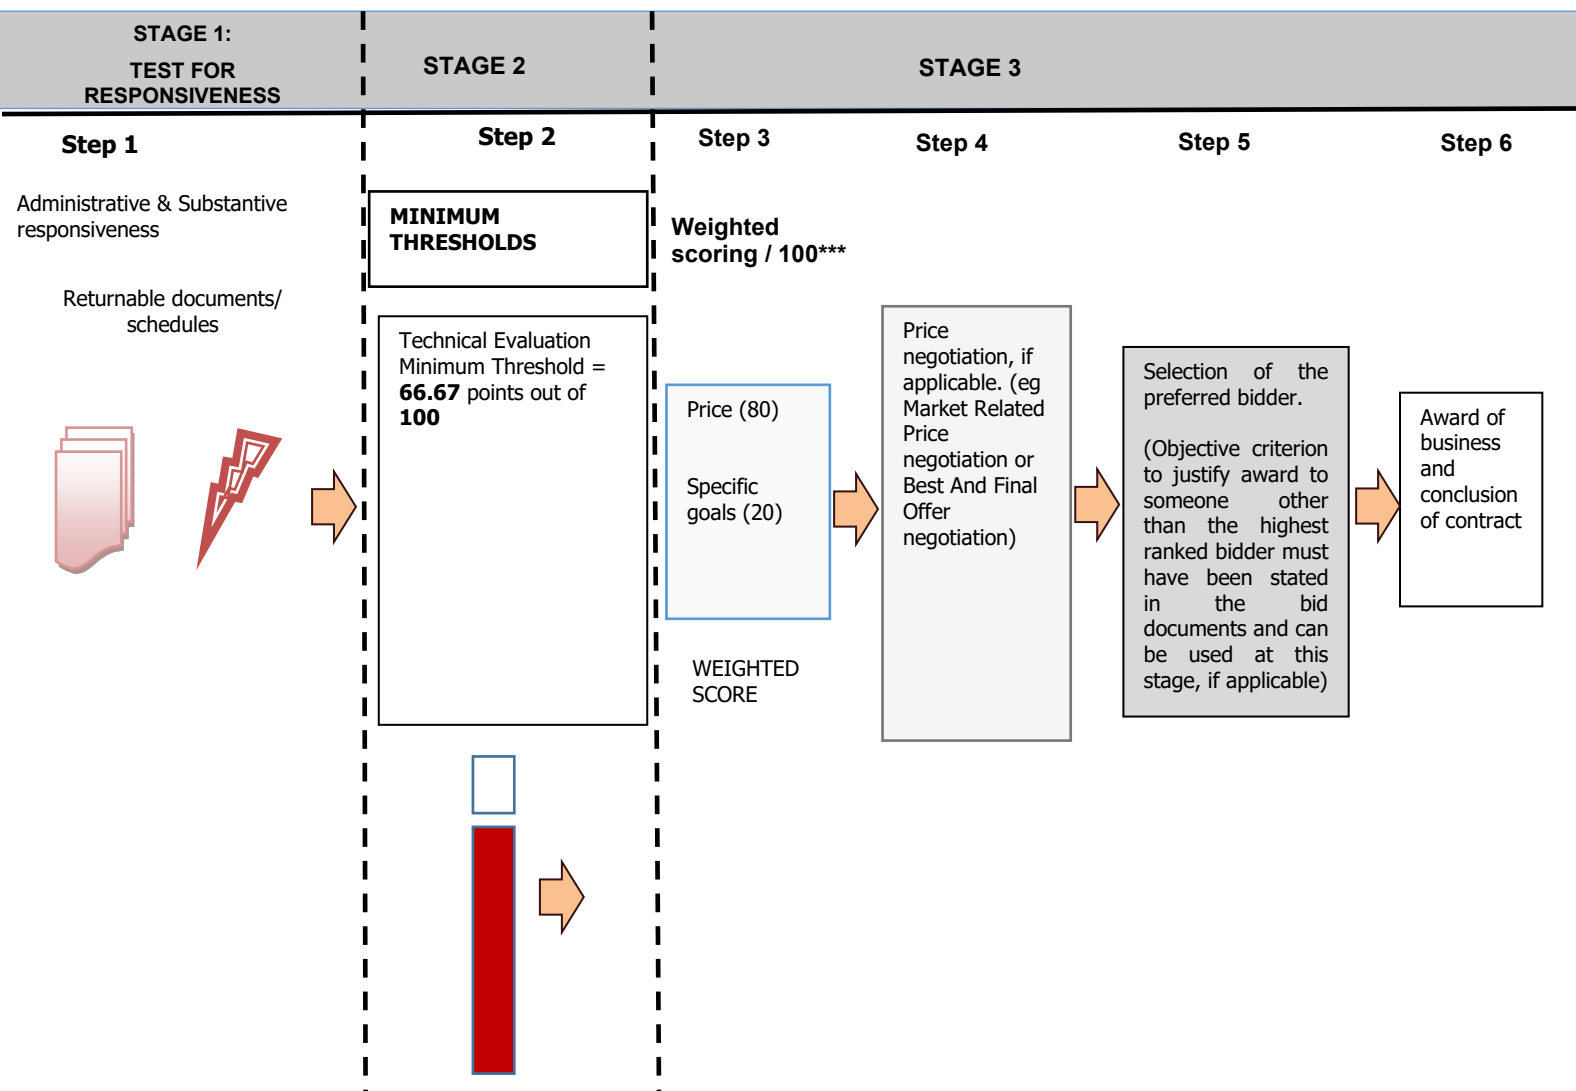 STAGE 1:
TEST FOR
RESPONSIVENESS
STAGE 2
STAGE 3
Step 1
Step 2
Step 3
Step 4
Step 5
Step 6
Administrative & Substantive
responsiveness
Returnable documents/
schedules
MINIMUM
THRESHOLDS
Technical Evaluation
Minimum Threshold =
66.67 points out of
100
Weighted
scoring / 100***
Price (80)
Specific
goals (20)
WEIGHTED
SCORE
Price
negotiation, if
applicable. (eg
Market Related
Price
negotiation or
Best And Final
Offer
negotiation)
Selection of the
preferred bidder.
(Objective criterion
to justify award to
someone other
than the highest
ranked bidder must
have been stated
in the bid
documents and can
be used at this
stage, if applicable)
Award of
business
and
conclusion
of contract